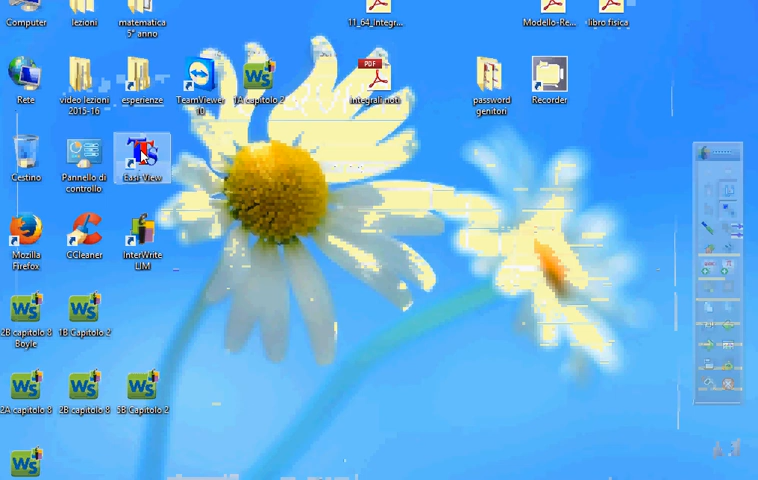 Computer
lezioni
matematica
5° anno
11_64_Integr...
Modello-Re...
libro fisica
Rete
video lezioni
2015-16
esperienze
TeamViewer
10
1A capitolo 2
PDF
integrali noti
password
genitori
Recorder
Cestino
Pannello di
controllo
Easi-View
Mozilla
Firefox
CCleaner
InterWrite
LIM
2B capitolo 8
Boyle
1B Capitolo 2
2A capitolo 8
2B capitolo 8
5B Capitolo 2